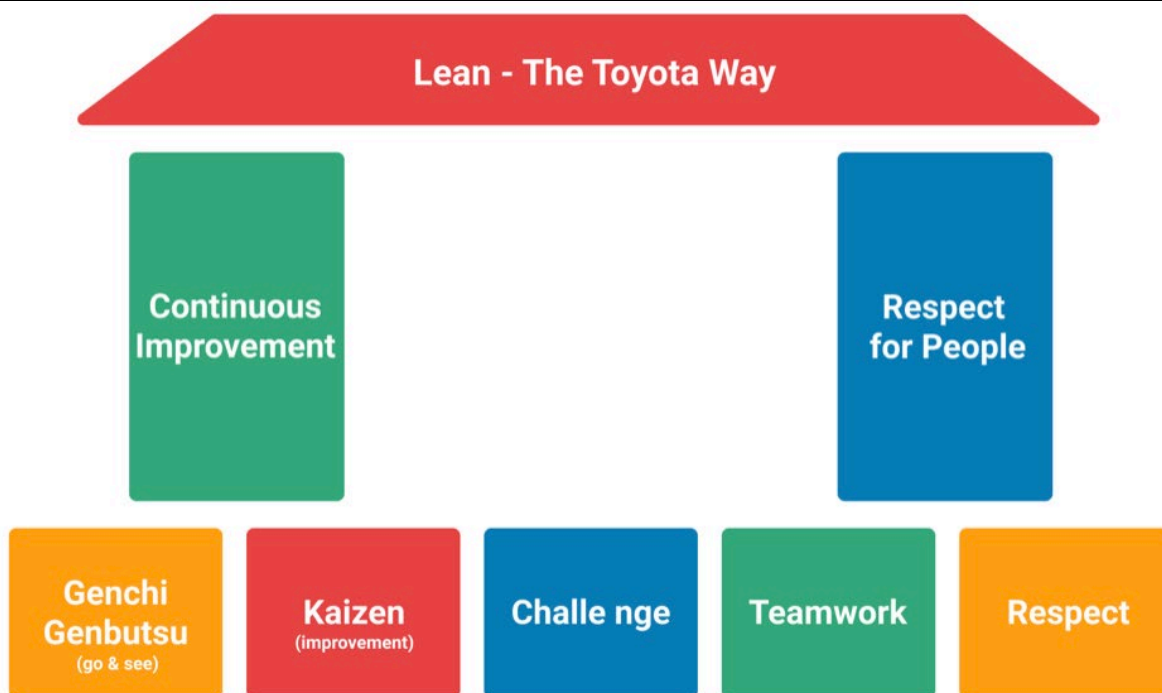 Lean - The Toyota Way
Continuous
Improvement
Respect
for People
Genchi
Genbutsu
(go & see)
Kaizen
(improvement)
Challe nge
Teamwork
Respect